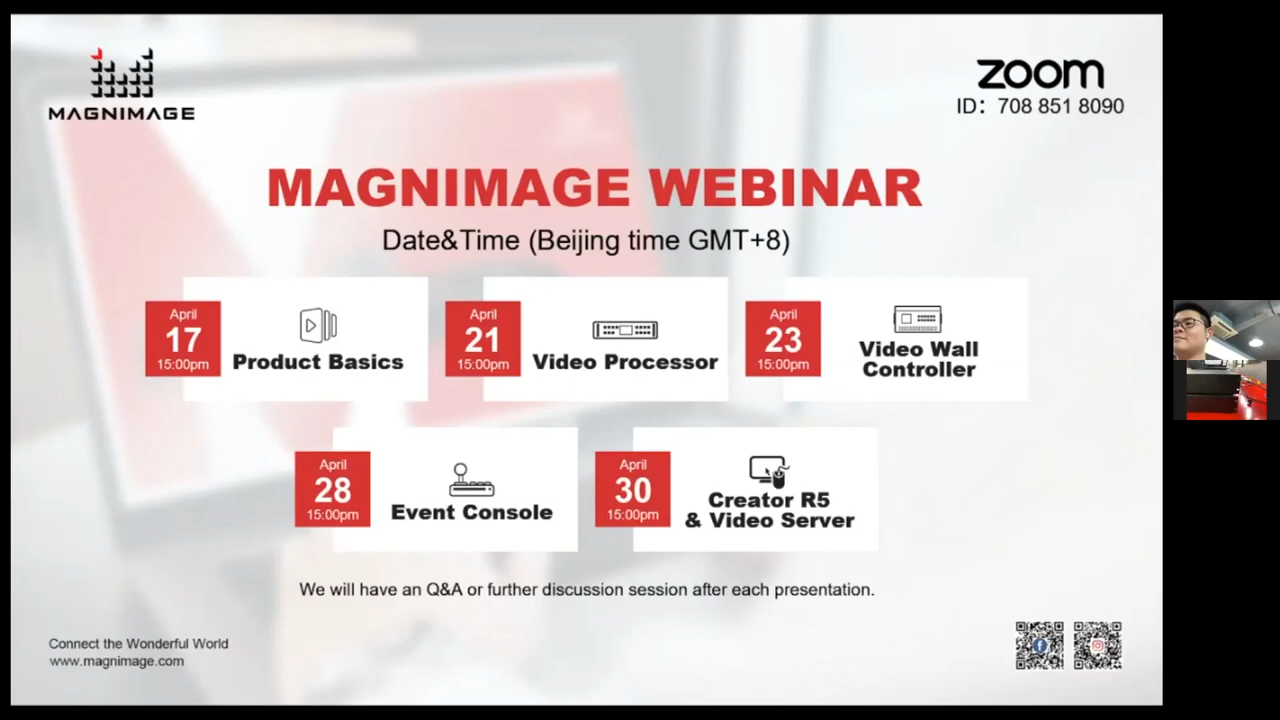 MAGNIMAGE
zoom
ID: 708 851 8090
MAGNIMAGE WEBINAR
Date&Time (Beijing time GMT+8)
April
17
15:00pm
Product Basics
April
21
15:00pm
Video Processor
April
23
15:00pm
Video Wall
Controller
April
28
15:00pm
Event Console
April
30
15:00pm
Creator R5
& Video Server
We will have an Q&A or further discussion session after each presentation.
Connect the Wonderful World
www.magnimage.com